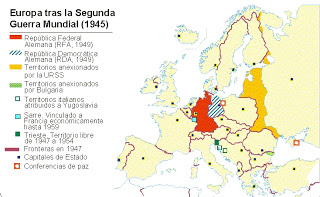 Europa tras la Segunda
Guerra Mundial (1945)
República Federal
Alemana (RFA, 1949)
República Democrática
Alemana (RDA, 1949)
Territorios anexionados
por la URSS
Territorios anexionados
por Bulgaria
Territorios italianos
atribuidos a Yugoslavia
Sarre, Vinculado a
Francia económicamente
hasta 1959
Trieste, Territorio libre
de 1947 a 1954
Fronteras en 1947
Capitales de Estado
Conferencias de paz